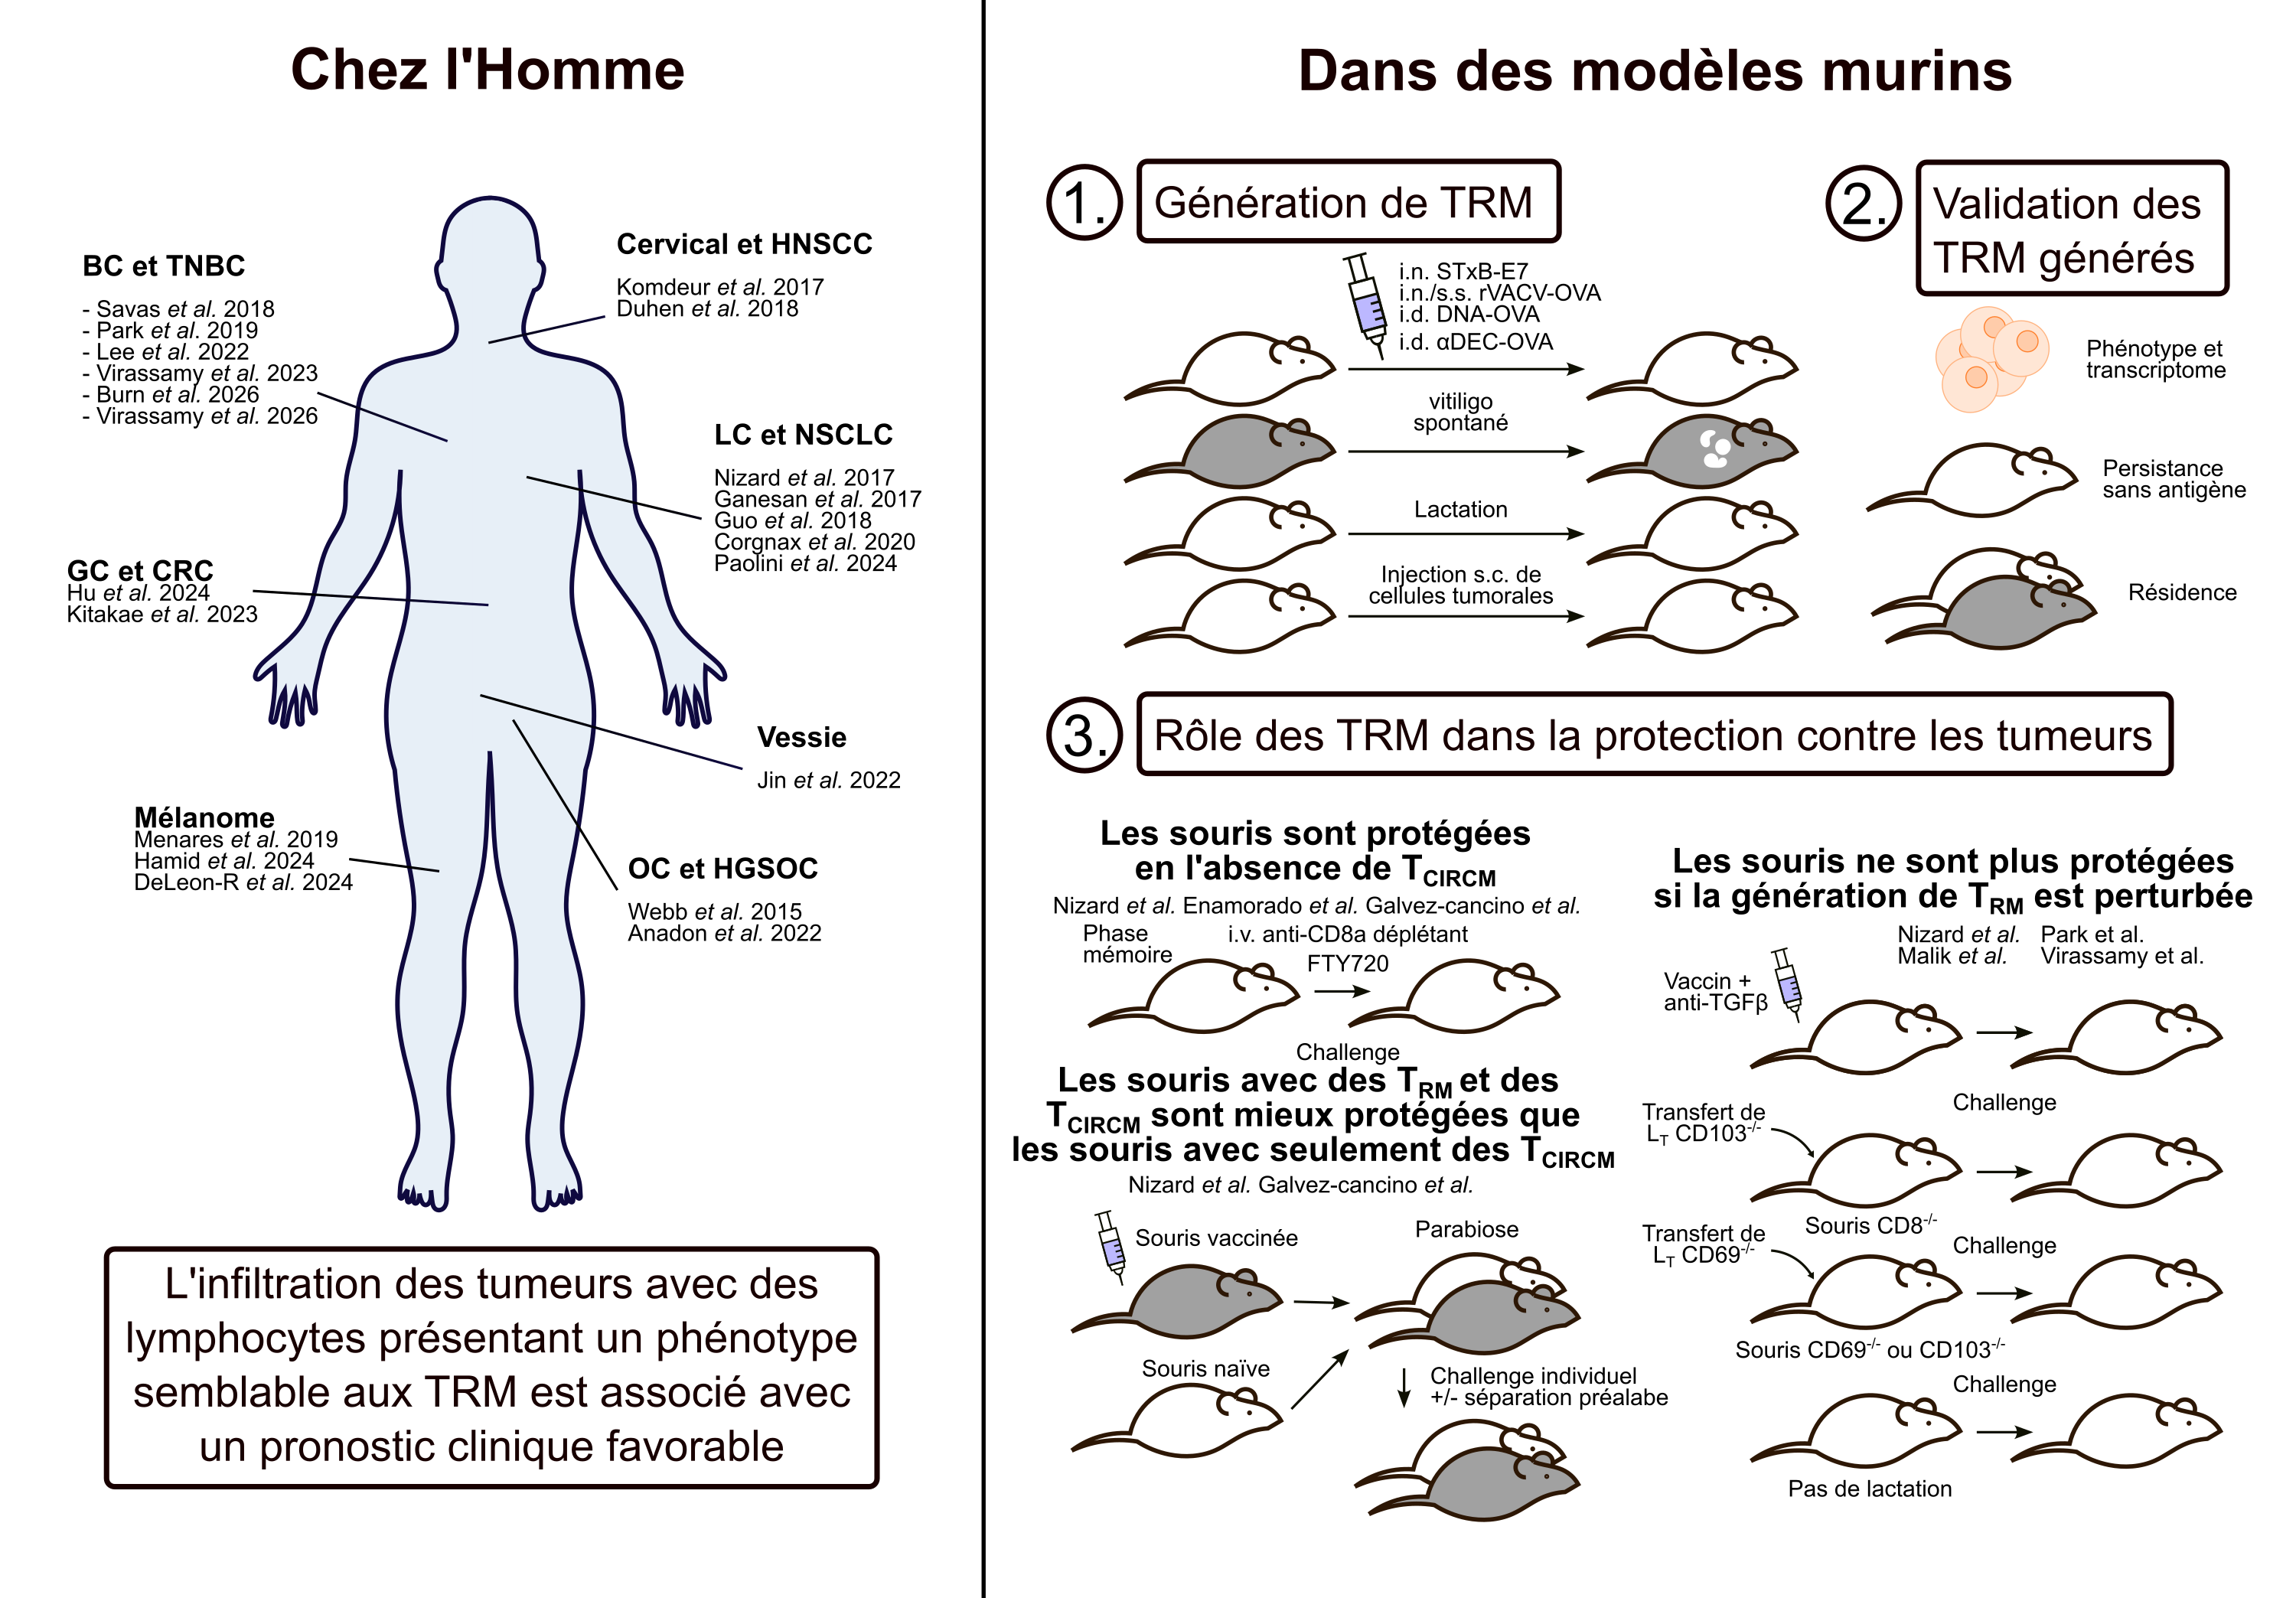 Chez l'Homme
BC et TNBC
- Savas et al. 2018
- Park et al. 2019
- Lee et al. 2022
- Virassamy et al. 2023
- Burn et al. 2026
- Virassamy et al. 2026
Cervical et HNSCC
Komdeur et al. 2017
Duhen et al. 2018
LC et NSCLC
Nizard et al. 2017
Ganesan et al. 2017
Guo et al. 2018
Corgnax et al. 2020
Paolini et al. 2024
GC et CRC
Hu et al. 2024
Kitakae et al. 2023
Vessie
Jin et al. 2022
Mélanome
Menares et al. 2019
Hamid et al. 2024
DeLeon-R et al. 2024
OC et HGSOC
Webb et al. 2015
Anadon et al. 2022
L'infiltration des tumeurs avec des
lymphocytes présentant un phénotype
semblable aux TRM est associé avec
un pronostic clinique favorable
Dans des modèles murins
1. Génération de TRM
i.n. STxB-E7
i.n./s.s. rVACV-OVA
i.d. DNA-OVA
i.d. αDEC-OVA
vitiligo
spontané
Lactation
Injection s.c. de
cellules tumorales
2. Validation des
TRM générés
Phénotype et
transcriptome
Persistance
sans antigène
Résidence
3. Rôle des TRM dans la protection contre les tumeurs
Les souris sont protégées
en l'absence de TCIRCM
Nizard et al. Enamorado et al. Galvez-cancino et al.
Phase
mémoire
i.v. anti-CD8a déplétant
FTY720
Challenge
Les souris avec des TRM et des
TCIRCM sont mieux protégées que
les souris avec seulement des TCIRCM
Nizard et al. Galvez-cancino et al.
Souris vaccinée
Parabiose
Souris naïve
Challenge individuel
+/- séparation préalabe
Les souris ne sont plus protégées
si la génération de TRM est perturbée
Nizard et al. Park et al.
Malik et al. Virassamy et al.
Vaccin +
anti-TGFβ
Challenge
Transfert de
LT CD103-/-
Souris CD8-/-
Challenge
Transfert de
LT CD69-/-
Souris CD69-/- ou CD103-/-
Challenge
Pas de lactation